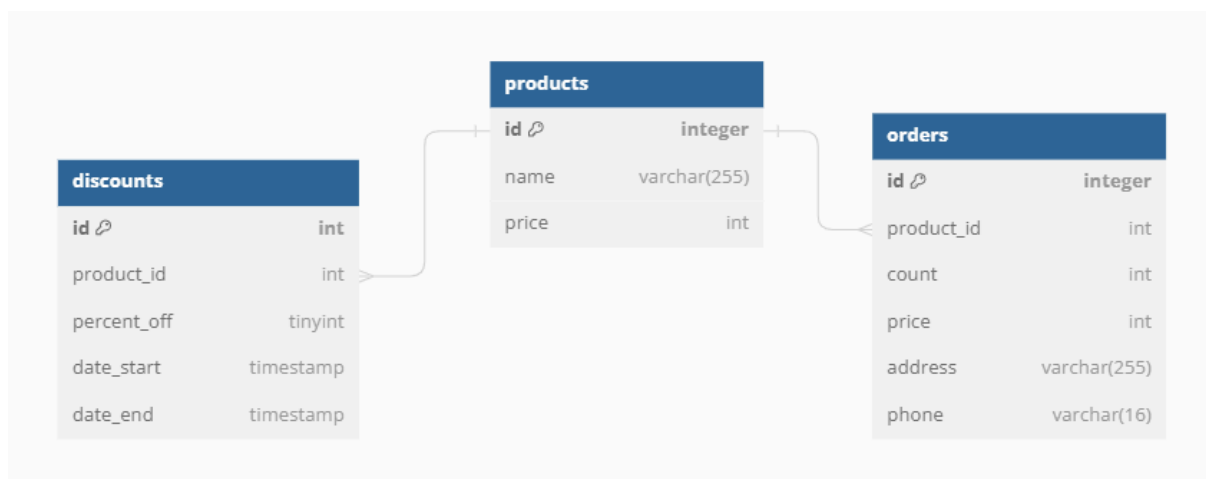 discounts
id int
product_id int
percent_off tinyint
date_start timestamp
date_end timestamp
products
id integer
name varchar(255)
price int
orders
id integer
product_id int
count int
price int
address varchar(255)
phone varchar(16)